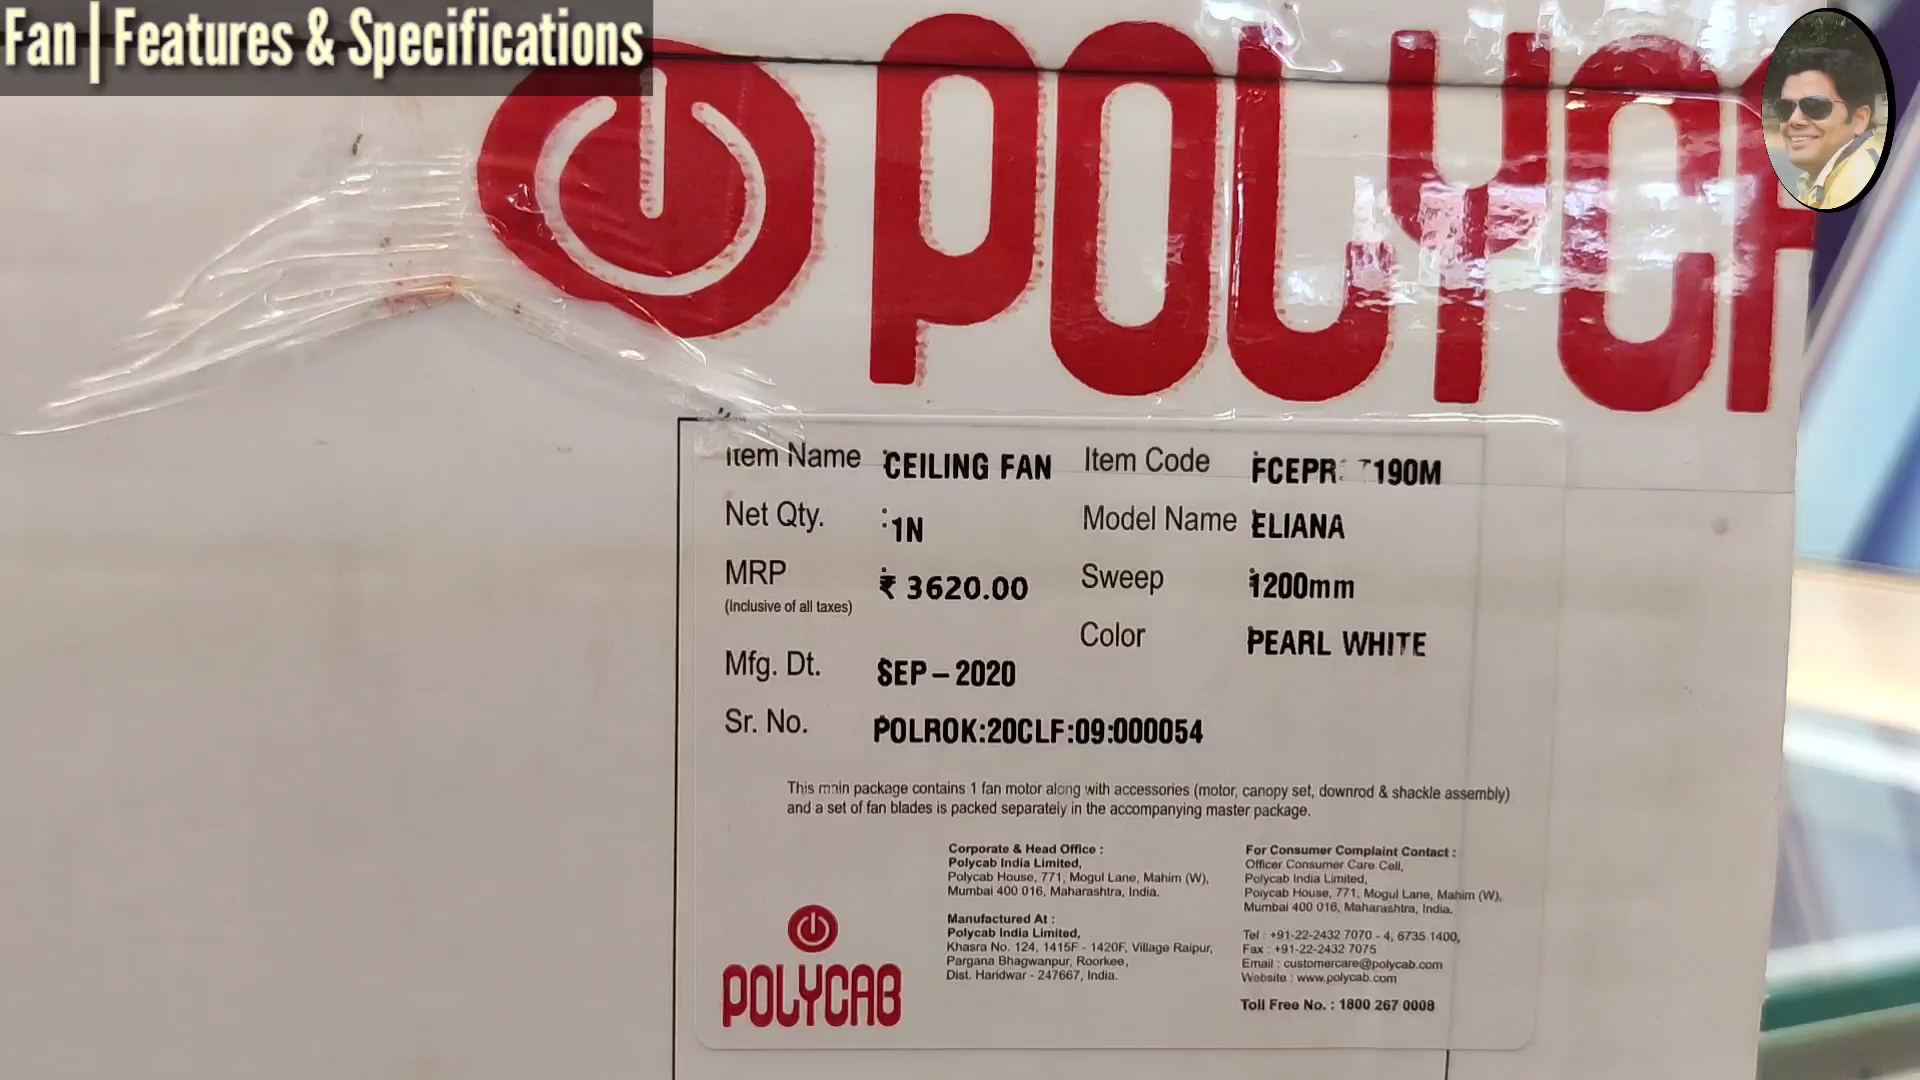 Fan | Features & Specifications
POLYCA
Item Name CEILING FAN Item Code
Net Qty. : 1N Model Name : ELIANA
MRP : ₹ 3620.00 Sweep : 1200mm
(Inclusive of all taxes)
Color : PEARL WHITE
Mfg. Dt. : SEP – 2020
Sr. No. : POLROK:20CLF:09:000054
This main package contains 1 fan motor along with accessories (motor, canopy set, downrod & shackle assembly)
and a set of fan blades is packed separately in the accompanying master package.
Corporate & Head Office :
Polycab India Limited,
Polycab House, 771, Mogul Lane, Mahim (W),
Mumbai 400 016, Maharashtra, India.
Manufactured At :
Polycab India Limited,
Khasra No. 124, 1415F - 1420F, Village Raipur,
Pargana Bhagwanpur, Roorkee,
Dist. Haridwar - 247667, India.
For Consumer Complaint Contact :
Officer Consumer Care Cell,
Polycab India Limited,
Polycab House, 771, Mogul Lane, Mahim (W),
Mumbai 400 016, Maharashtra, India.
Tel : +91-22-2432 7070 - 4, 6735 1400,
Fax : +91-22-2432 7075
Email : customercare@polycab.com
Website : www.polycab.com
Toll Free No. : 1800 267 0008
POLYCAB